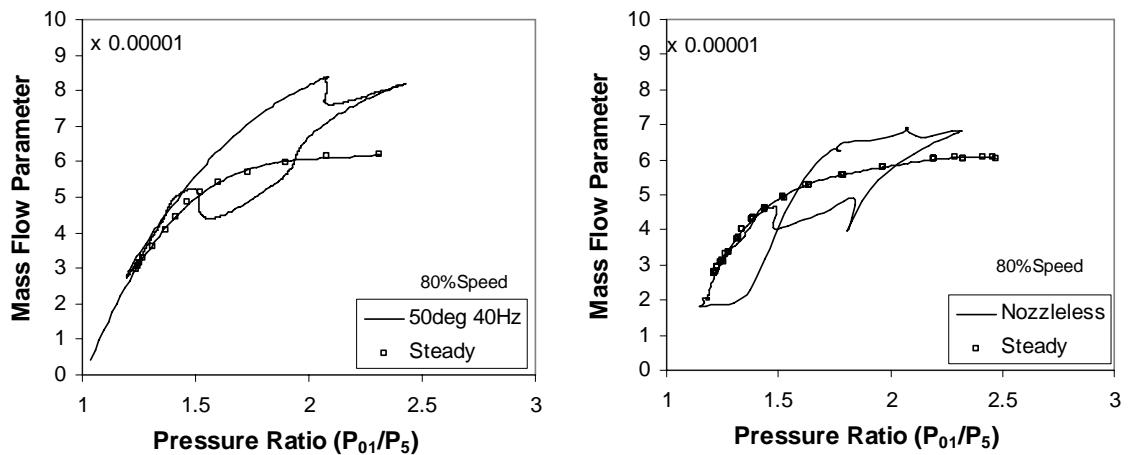 10
x 0.00001
9
8
7
6
5
4
3
2
1
0
Mass Flow Parameter
80%Speed
50deg 40Hz
Steady
1 1.5 2 2.5 3
Pressure Ratio (P01/P5)
10
x 0.00001
9
8
7
6
5
4
3
2
1
0
Mass Flow Parameter
80%Speed
Nozzleless
Steady
1 1.5 2 2.5 3
Pressure Ratio (P01/P5)